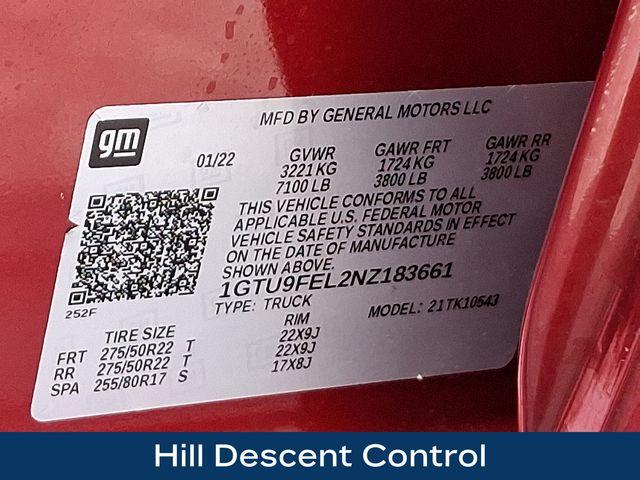 MFD BY GENERAL MOTORS LLC
gm
01/22 GVWR GAWR FRT GAWR RR
3221 KG 1724 KG 1724 KG
7100 LB 3800 LB 3800 LB
THIS VEHICLE CONFORMS TO ALL
APPLICABLE U.S. FEDERAL MOTOR
VEHICLE SAFETY STANDARDS IN EFFECT
ON THE DATE OF MANUFACTURE
SHOWN ABOVE.
1GTU9FEL2NZ183661
252F
TYPE: TRUCK MODEL: 21TK10543
TIRE SIZE RIM
FRT 275/50R22 T 22X9J
RR 275/50R22 T 22X9J
SPA 255/80R17 S 17X8J
Hill Descent Control